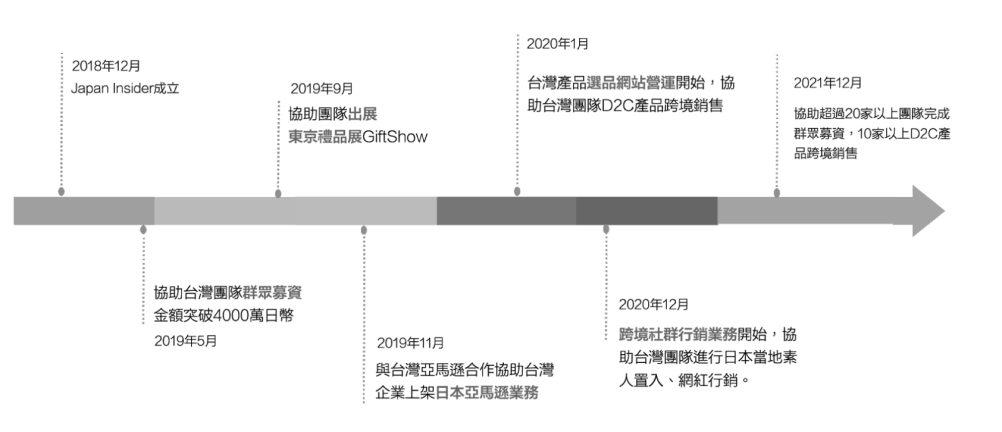 2018年12月
Japan Insider成立
協助台灣團隊群眾募資
金額突破4000萬日幣
2019年5月
2019年9月
協助團隊出展
東京禮品展GiftShow
2019年11月
與台灣亞馬遜合作協助台灣
企業上架日本亞馬遜業務
2020年1月
台灣產品選品網站營運開始，協
助台灣團隊D2C產品跨境銷售
2020年12月
跨境社群行銷業務開始，協
助台灣團隊進行日本當地素
人置入、網紅行銷。
2021年12月
協助超過20家以上團隊完成
群眾募資，10家以上D2C產
品跨境銷售